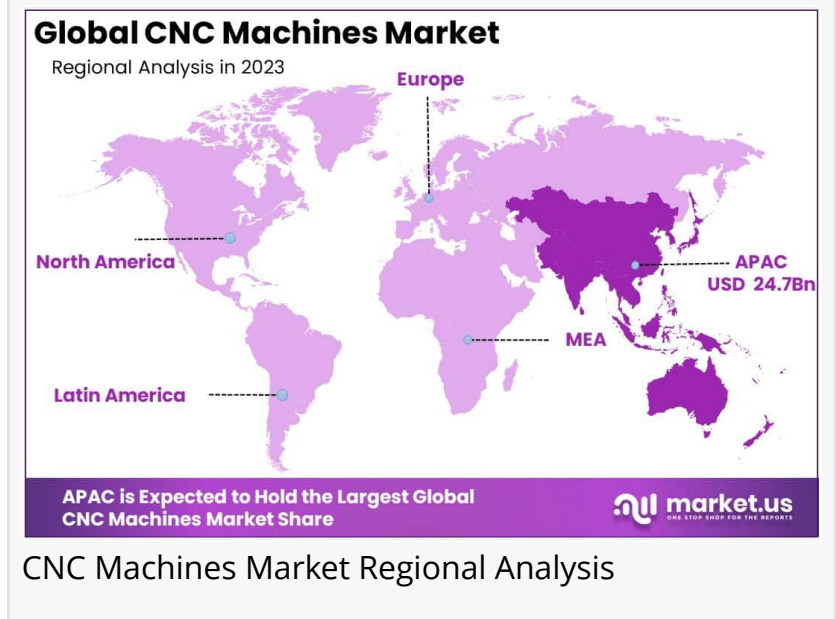 Global CNC Machines Market
Regional Analysis in 2023
Europe
North America
APAC
USD 24.7Bn
MEA
Latin America
APAC is Expected to Hold the Largest Global
CNC Machines Market Share
market.us
ONE STOP SHOP FOR THE REPORTS
CNC Machines Market Regional Analysis